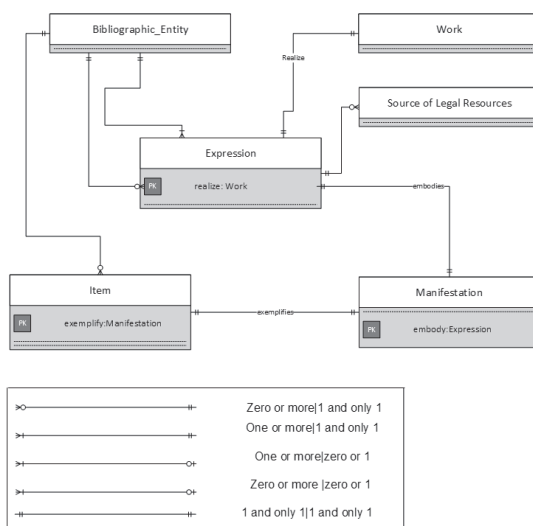 Bibliographic_Entity
Work
Realize
Source of Legal Resources
Expression
PK
realize: Work
embodies
Item
PK
exemplify:Manifestation
exemplifies
Manifestation
PK
embody:Expression
Zero or more|1 and only 1
One or more|1 and only 1
One or more|zero or 1
Zero or more |zero or 1
1 and only 1|1 and only 1